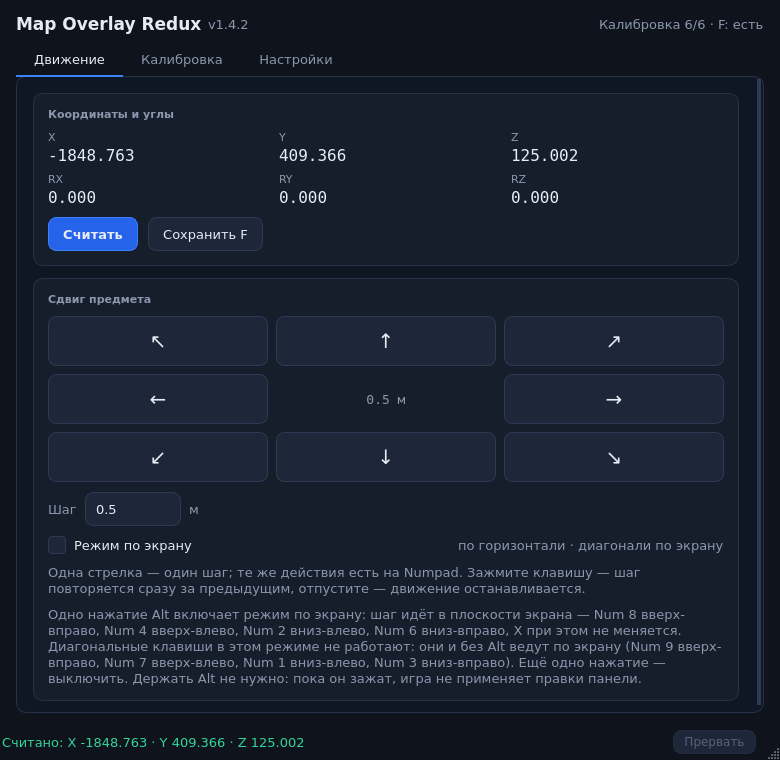 Map Overlay Redux v1.4.2
Калибровка 6/6 · F: есть
Движение
Калибровка
Настройки
Координаты и углы
X
Y
Z
-1848.763
409.366
125.002
RX
RY
RZ
0.000
0.000
0.000
Считать
Сохранить F
Сдвиг предмета
↖
↑
↗
←
0.5 м
→
↙
↓
↘
Шаг 0.5 м
Режим по экрану
по горизонтали · диагонали по экрану
Одна стрелка — один шаг; те же действия есть на Numpad. Зажмите клавишу — шаг
повторяется сразу за предыдущим, отпустите — движение останавливается.
Одно нажатие Alt включает режим по экрану: шаг идёт в плоскости экрана — Num 8 вверх-
вправо, Num 4 вверх-влево, Num 2 вниз-влево, Num 6 вниз-вправо, X при этом не меняется.
Диагональные клавиши в этом режиме не работают: они и без Alt ведут по экрану (Num 9 вверх-
вправо, Num 7 вверх-влево, Num 1 вниз-влево, Num 3 вниз-вправо). Ещё одно нажатие —
выключить. Держать Alt не нужно: пока он зажат, игра не применяет правки панели.
Считано: X -1848.763 · Y 409.366 · Z 125.002
Прервать